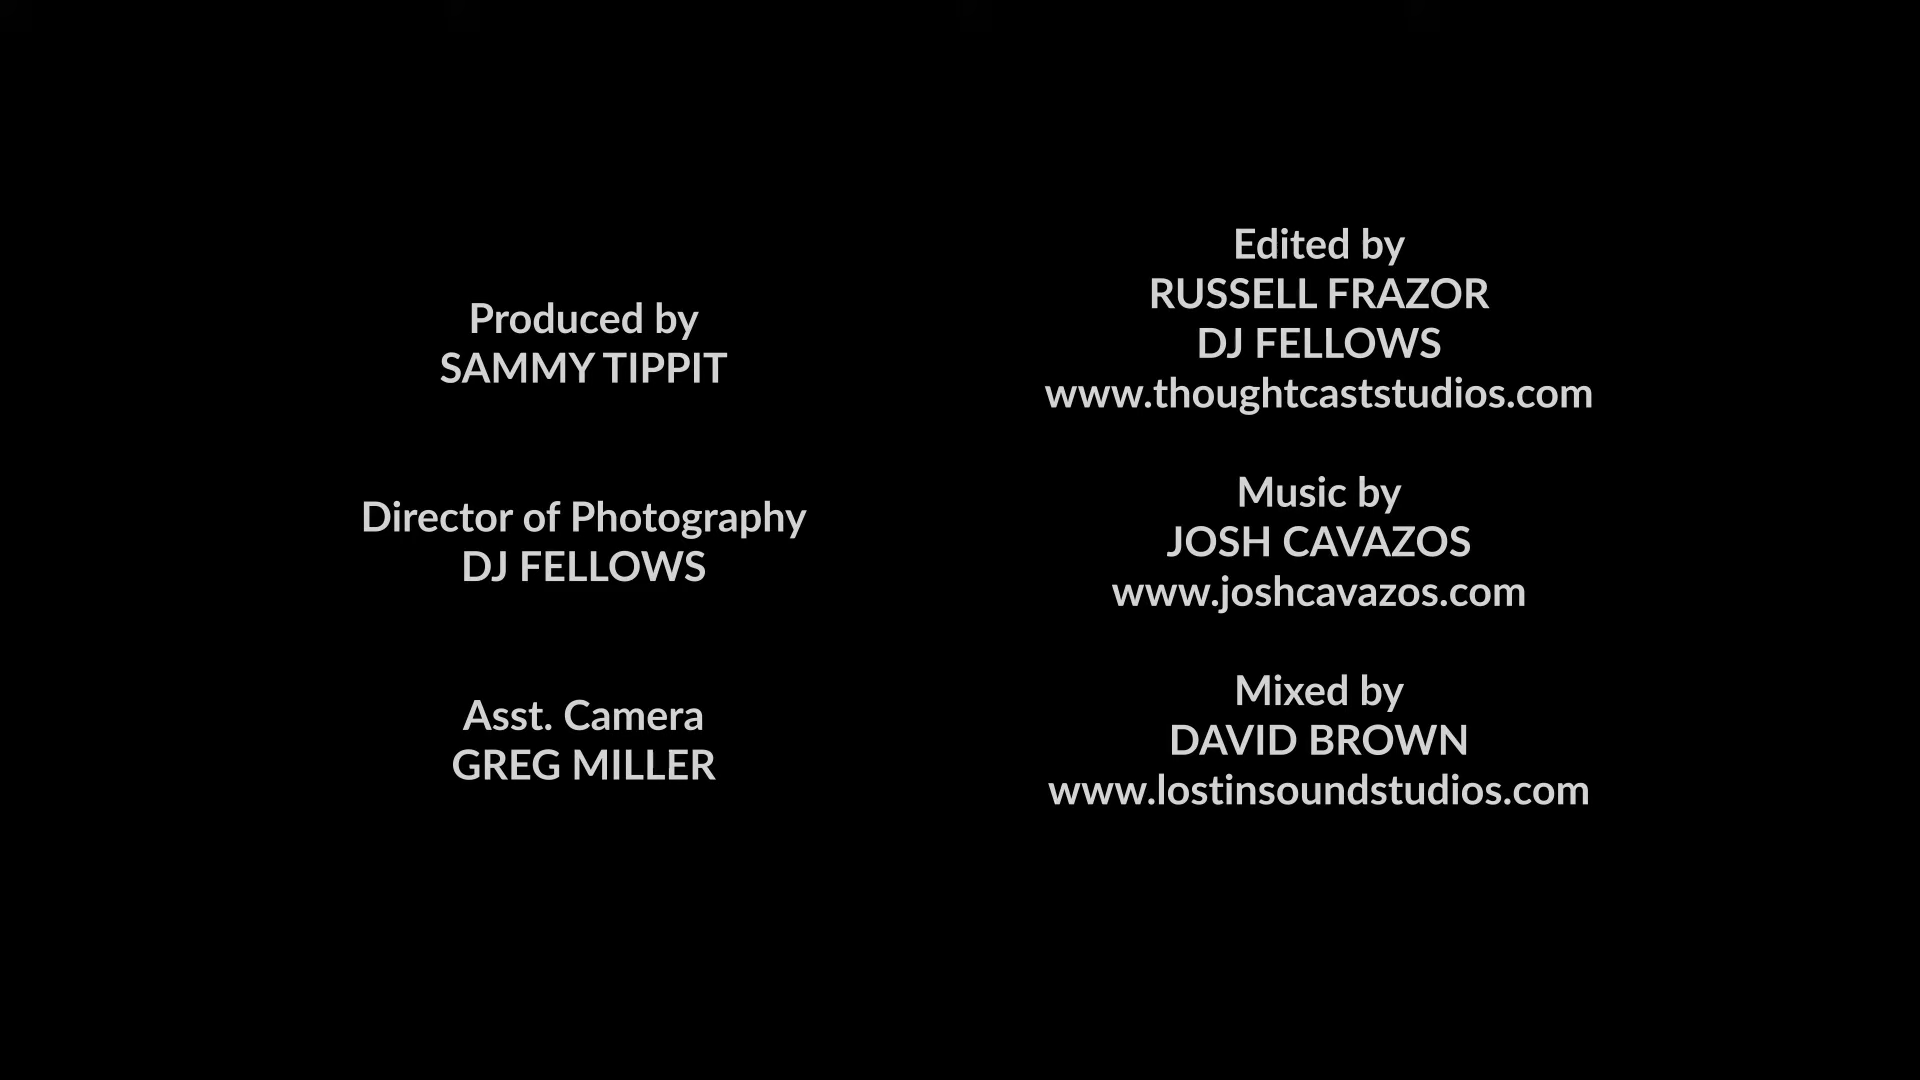 Produced by
SAMMY TIPPIT
Director of Photography
DJ FELLOWS
Asst. Camera
GREG MILLER
Edited by
RUSSELL FRAZOR
DJ FELLOWS
www.thoughtcaststudios.com
Music by
JOSH CAVAZOS
www.joshcavazos.com
Mixed by
DAVID BROWN
www.lostinsoundstudios.com